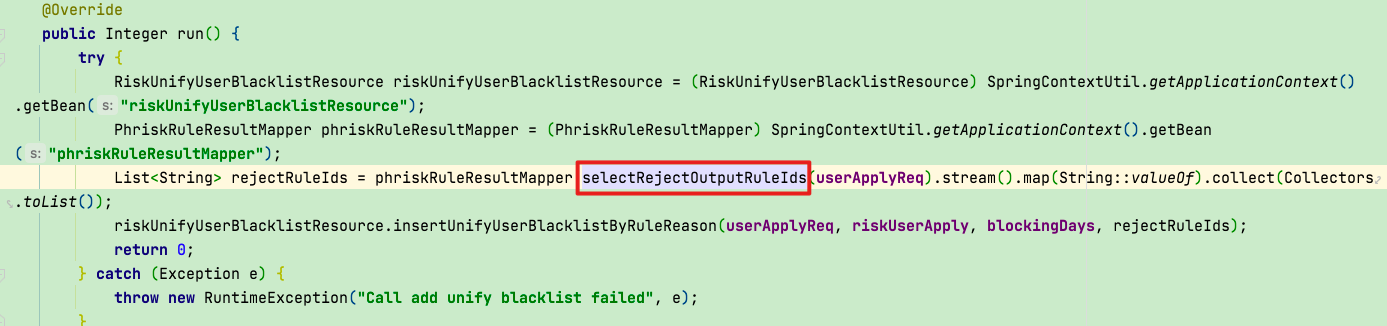 @Override
public Integer run() {
try {
RiskUnifyUserBlacklistResource riskUnifyUserBlacklistResource = (RiskUnifyUserBlacklistResource) SpringContextUtil.getApplicationContext()
.getBean( s: "riskUnifyUserBlacklistResource");
PhriskRuleResultMapper phriskRuleResultMapper = (PhriskRuleResultMapper) SpringContextUtil.getApplicationContext().getBean
( s: "phriskRuleResultMapper");
List<String> rejectRuleIds = phriskRuleResultMapper.selectRejectOutputRuleIds(userApplyReq).stream().map(String::valueOf).collect(Collectors
.toList());
riskUnifyUserBlacklistResource.insertUnifyUserBlacklistByRuleReason(userApplyReq, riskUserApply, blockingDays, rejectRuleIds);
return 0;
} catch (Exception e) {
throw new RuntimeException("Call add unify blacklist failed", e);
}